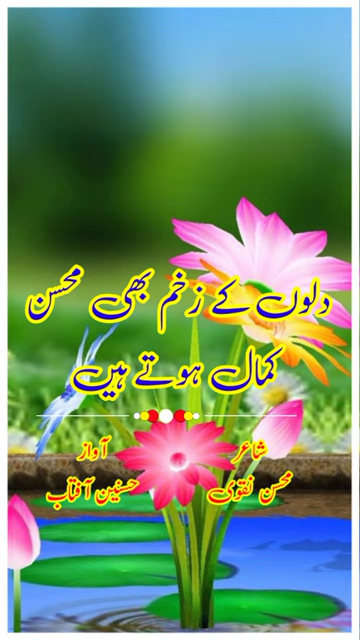 دلوں کے زخم بھی محسن
کمال ہوتے ہیں
شاعر
محسن نقوی
آواز
حسنین آفتاب